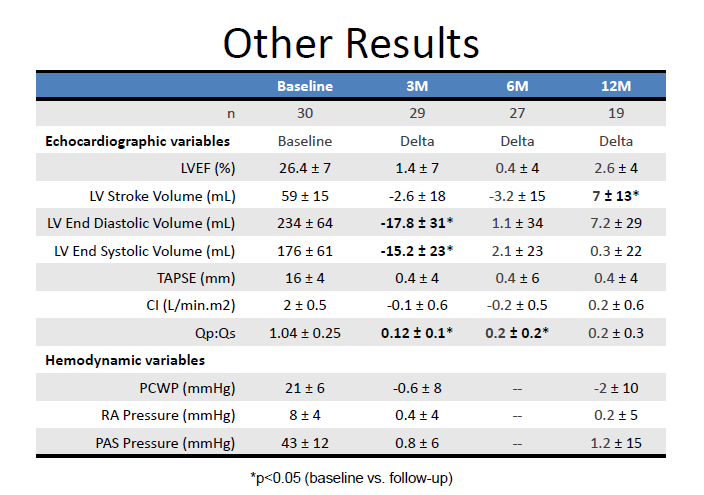 Other Results
Baseline 3M 6M 12M
n 30 29 27 19
Echocardiographic variables Baseline Delta Delta Delta
LVEF (%) 26.4 ± 7 1.4 ± 7 0.4 ± 4 2.6 ± 4
LV Stroke Volume (mL) 59 ± 15 -2.6 ± 18 -3.2 ± 15 7 ± 13*
LV End Diastolic Volume (mL) 234 ± 64 -17.8 ± 31* 1.1 ± 34 7.2 ± 29
LV End Systolic Volume (mL) 176 ± 61 -15.2 ± 23* 2.1 ± 23 0.3 ± 22
TAPSE (mm) 16 ± 4 0.4 ± 4 0.4 ± 6 0.4 ± 4
CI (L/min.m2) 2 ± 0.5 -0.1 ± 0.6 -0.2 ± 0.5 0.2 ± 0.6
Qp:Qs 1.04 ± 0.25 0.12 ± 0.1* 0.2 ± 0.2* 0.2 ± 0.3
Hemodynamic variables
PCWP (mmHg) 21 ± 6 -0.6 ± 8 -- -2 ± 10
RA Pressure (mmHg) 8 ± 4 0.4 ± 4 -- 0.2 ± 5
PAS Pressure (mmHg) 43 ± 12 0.8 ± 6 -- 1.2 ± 15
*p<0.05 (baseline vs. follow-up)